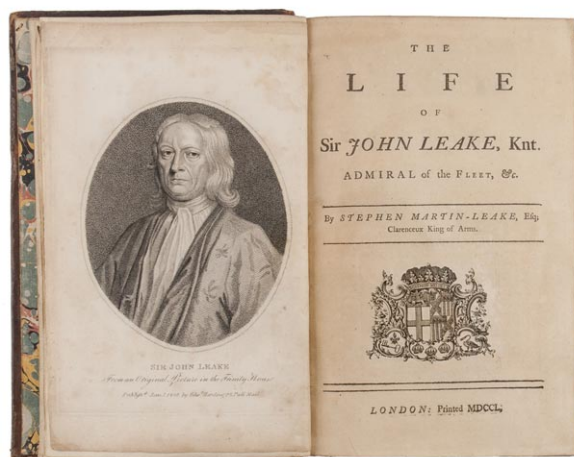 SIR JOHN LEAKE
From an Original Picture in the Family House
THE
LIFE
OF
Sir JOHN LEAKE, Knt.
ADMIRAL of the FLEET, &c.
By STEPHEN MARTIN-LEAKE, Esq;
Clarenceux King of Arms.
LONDON: Printed MDCCL.